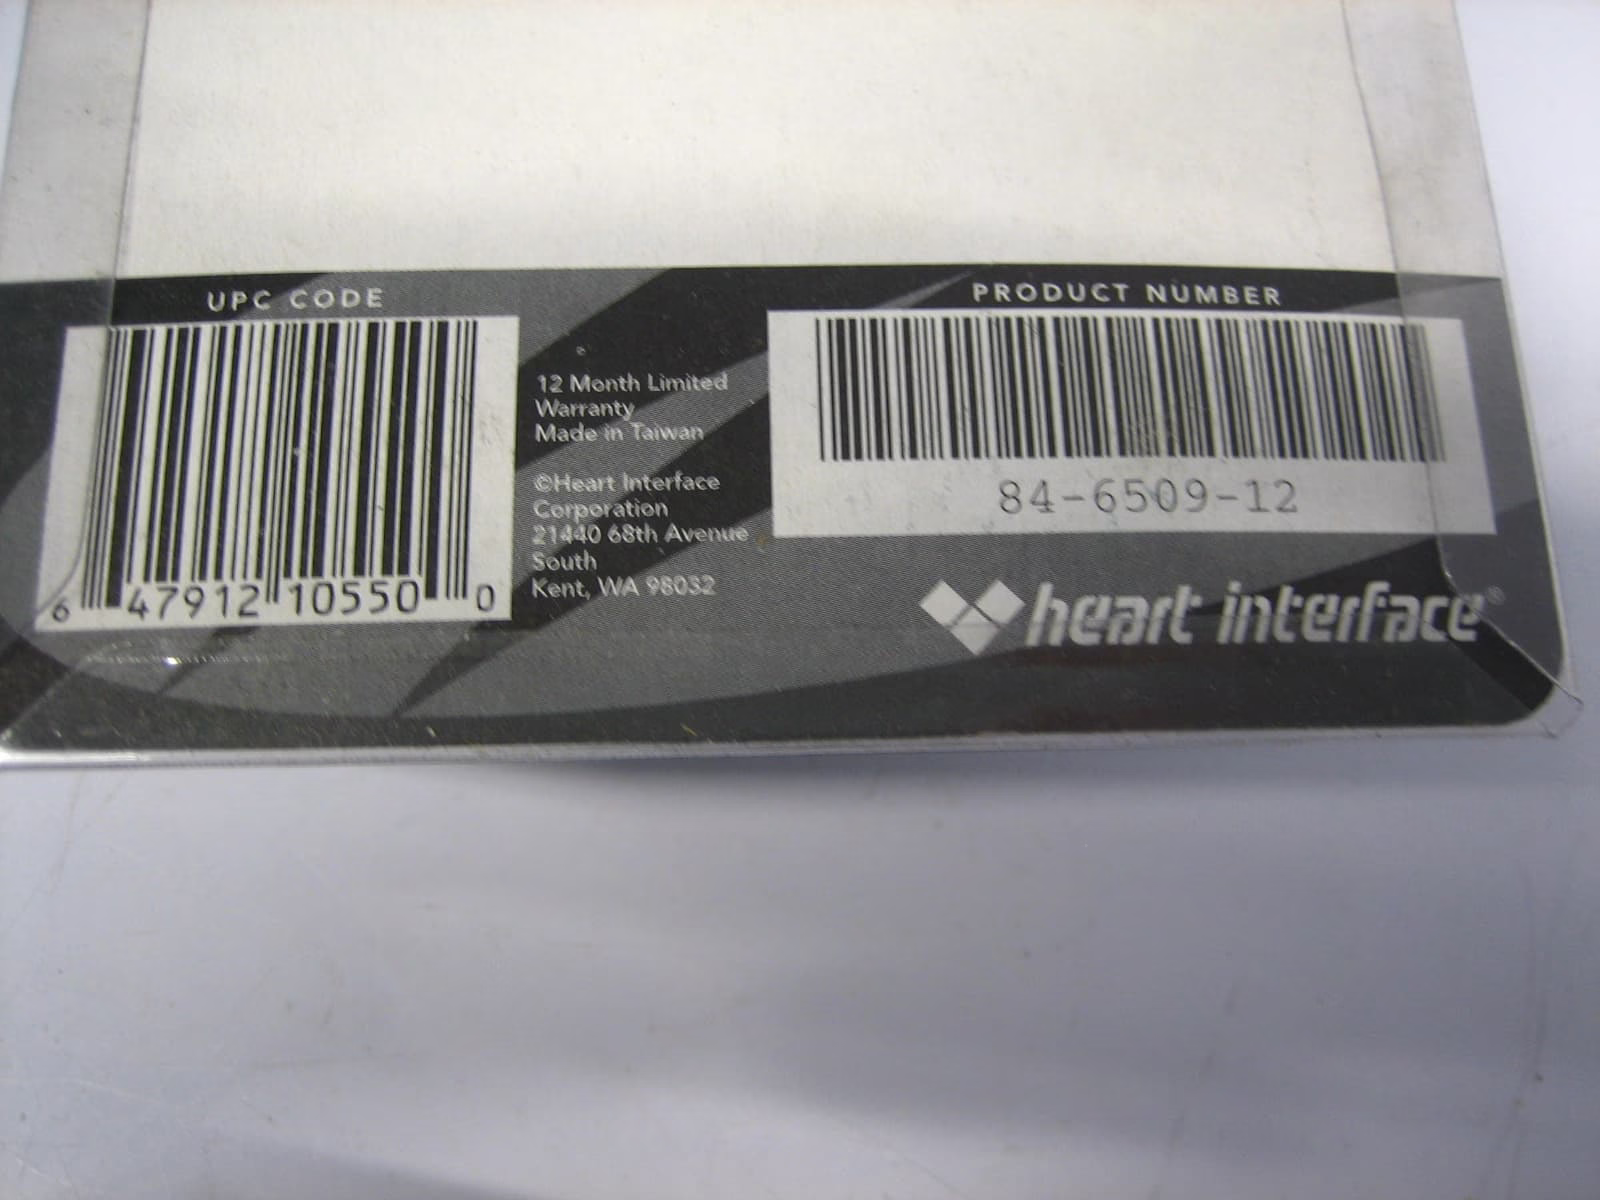 UPC CODE
6 47912 10550 0
12 Month Limited
Warranty
Made in Taiwan
©Heart Interface
Corporation
21440 68th Avenue
South
Kent, WA 98032
PRODUCT NUMBER
84-6509-12
heart interface®